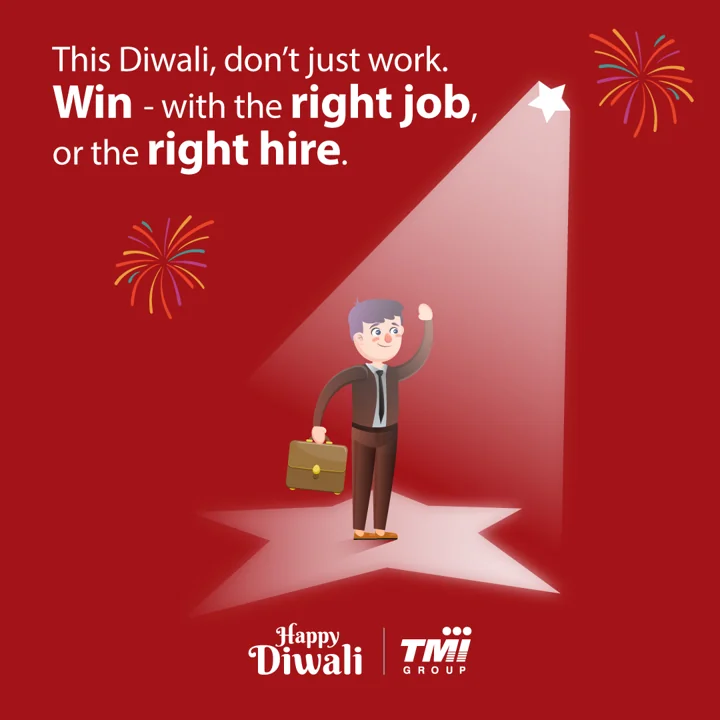 This Diwali, don’t just work.
Win - with the right job,
or the right hire.
Happy
Diwali
TMI
GROUP